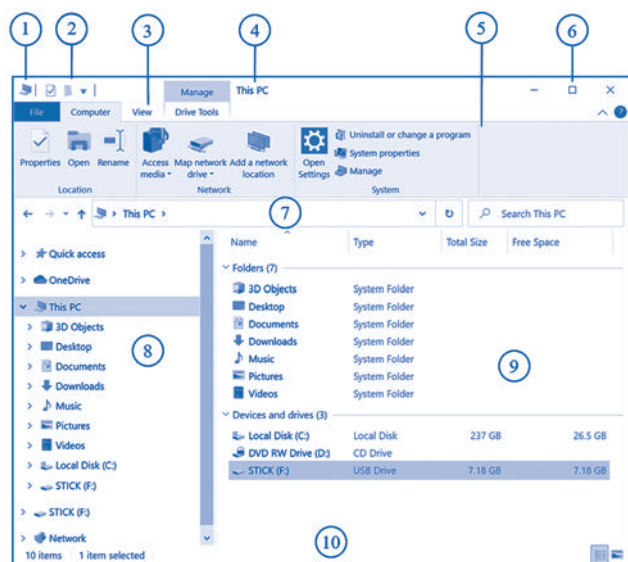 1 2 3 4 5 6
Manage This PC
File Computer View Drive Tools
Properties Open Rename Access media Map network drive Add a network location Open Settings
Uninstall or change a program
System properties
Manage
Location Network System
This PC 7 Search This PC
Name Type Total Size Free Space
Quick access
OneDrive
This PC
3D Objects
Desktop
8
Documents
Downloads
Music
Pictures
Videos
Local Disk (C:)
STICK (F:)
STICK (F:)
Network
Folders (7)
3D Objects System Folder
Desktop System Folder
Documents System Folder
Downloads System Folder
9
Music System Folder
Pictures System Folder
Videos System Folder
Devices and drives (3)
Local Disk (C:) Local Disk 237 GB 26.5 GB
DVD RW Drive (D:) CD Drive
STICK (F:) USB Drive 7.18 GB 7.18 GB
10
10 items 1 item selected